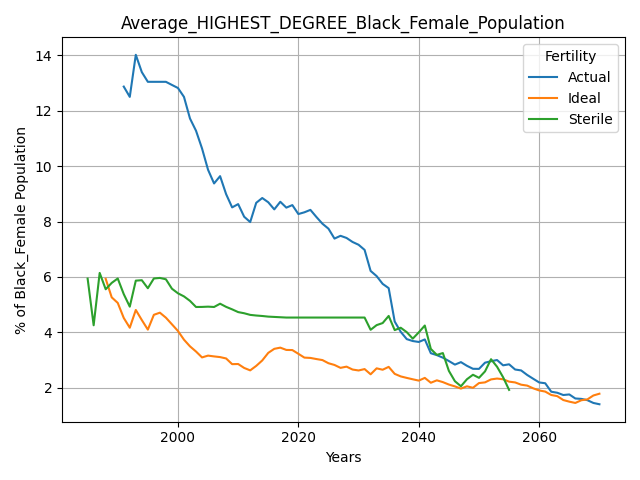 Average_HIGHEST_DEGREE_Black_Female_Population
Fertility
Actual
Ideal
Sterile
% of Black_Female Population
14
12
10
8
6
4
2
2000
2020
2040
2060
Years